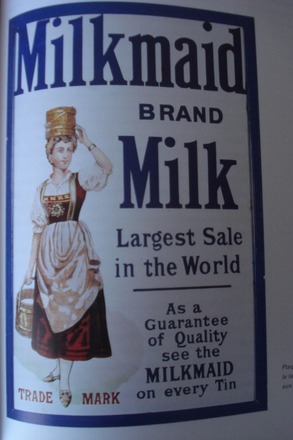 Milkmaid
BRAND
Milk
Largest Sale
in the World
As a
Guarantee
of Quality
see the
MILKMAID
on every Tin
TRADE MARK